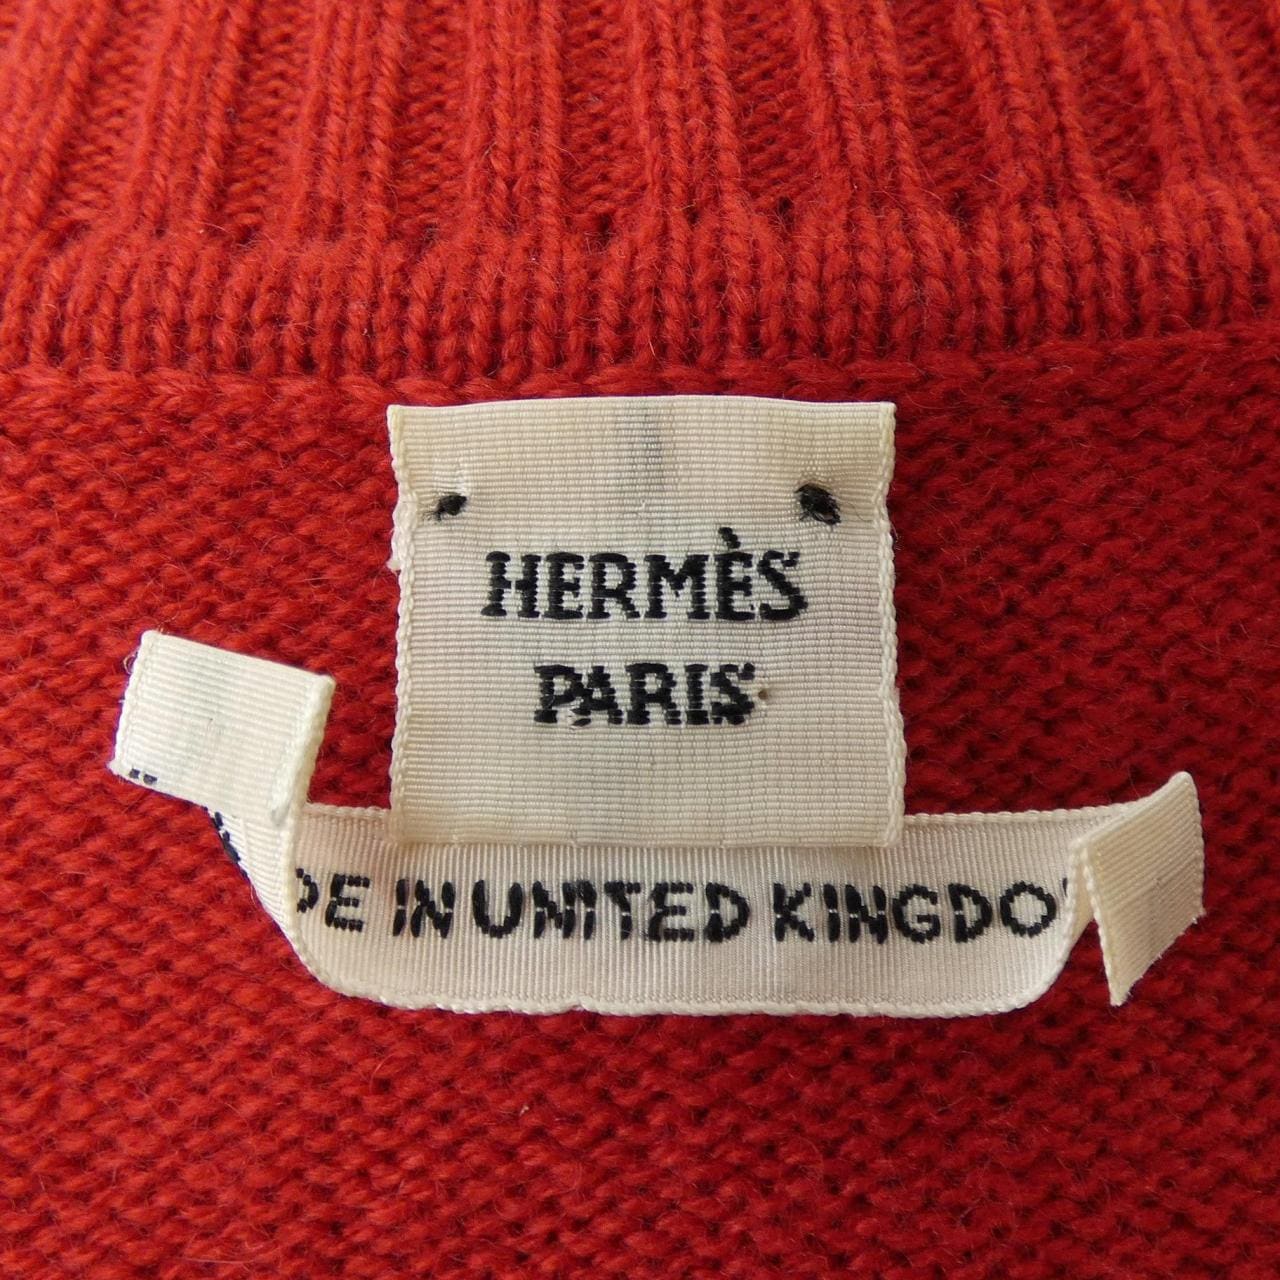 HERMÈS
PARIS
DE IN UNITED KINGDO